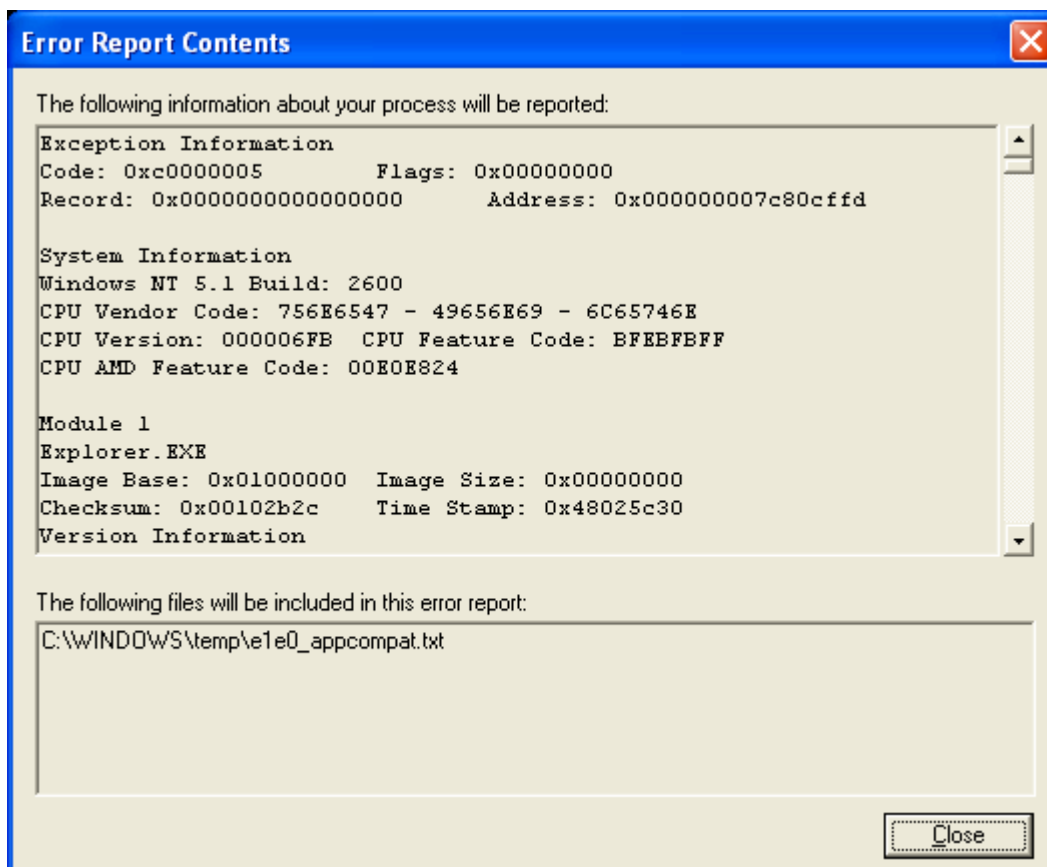 Error Report Contents
The following information about your process will be reported:
Exception Information
Code: 0xc0000005 Flags: 0x00000000
Record: 0x0000000000000000 Address: 0x000000007c80cffd
System Information
Windows NT 5.1 Build: 2600
CPU Vendor Code: 756E6547 - 49656E69 - 6C65746E
CPU Version: 000006FB CPU Feature Code: BFEBFBFF
CPU AMD Feature Code: 00E0E824
Module 1
Explorer.EXE
Image Base: 0x01000000 Image Size: 0x00000000
Checksum: 0x00102b2c Time Stamp: 0x48025c30
Version Information
The following files will be included in this error report:
C:\WINDOWS\temp\e1e0_appcompat.txt
Close